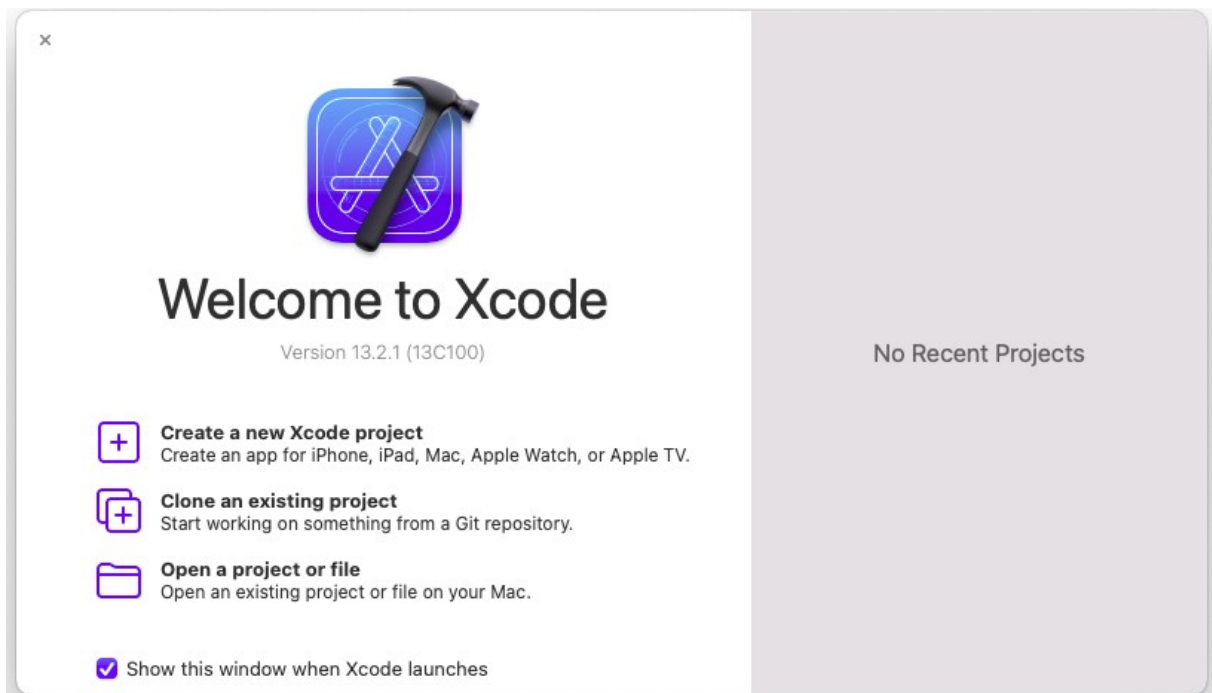 Welcome to Xcode
Version 13.2.1 (13C100)
Create a new Xcode project
Create an app for iPhone, iPad, Mac, Apple Watch, or Apple TV.
Clone an existing project
Start working on something from a Git repository.
Open a project or file
Open an existing project or file on your Mac.
Show this window when Xcode launches
No Recent Projects